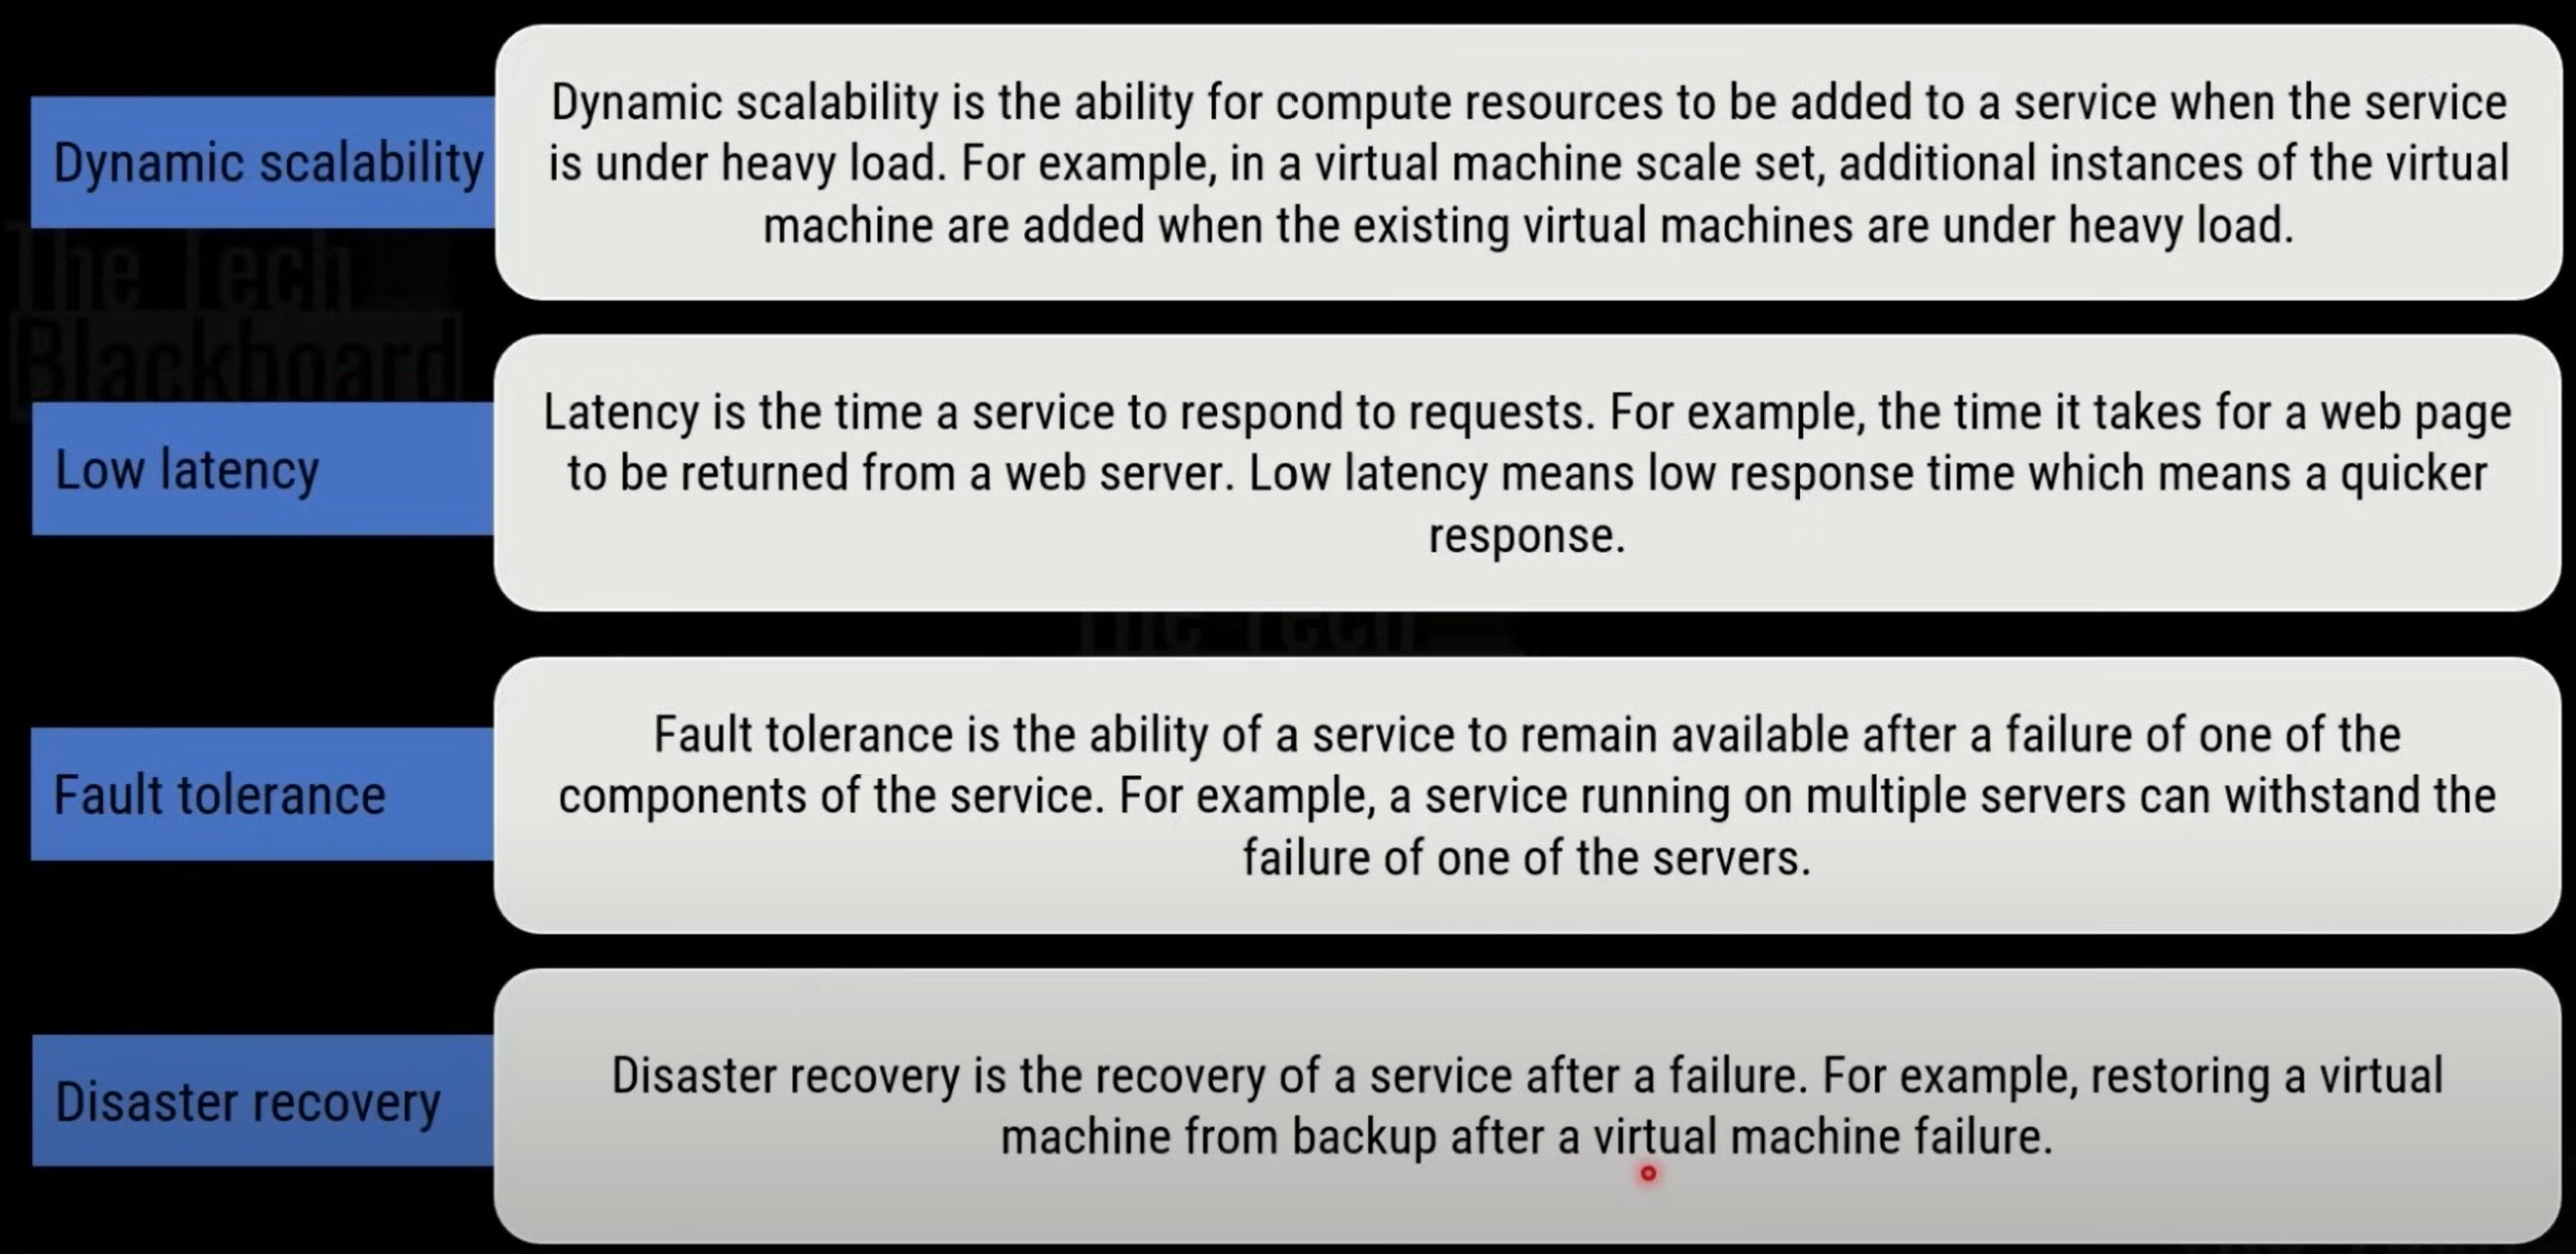 Dynamic scalability
Dynamic scalability is the ability for compute resources to be added to a service when the service
is under heavy load. For example, in a virtual machine scale set, additional instances of the virtual
machine are added when the existing virtual machines are under heavy load.
The Tech
Blackboard
Low latency
Latency is the time a service to respond to requests. For example, the time it takes for a web page
to be returned from a web server. Low latency means low response time which means a quicker
response.
The Tech
Fault tolerance
Fault tolerance is the ability of a service to remain available after a failure of one of the
components of the service. For example, a service running on multiple servers can withstand the
failure of one of the servers.
Disaster recovery
Disaster recovery is the recovery of a service after a failure. For example, restoring a virtual
machine from backup after a virtual machine failure.